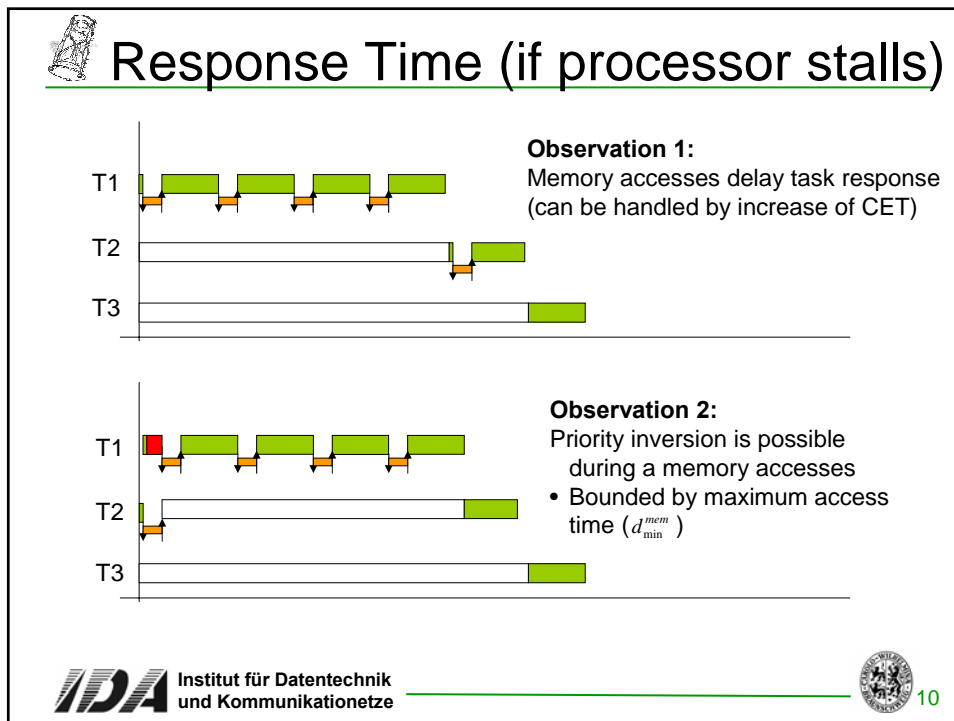 Response Time (if processor stalls)
Observation 1:
Memory accesses delay task response
(can be handled by increase of CET)
T1
T2
T3
Observation 2:
Priority inversion is possible
during a memory accesses
• Bounded by maximum access
time (d_min^mem)
T1
T2
T3
IDA
Institut für Datentechnik
und Kommunikationetze
10